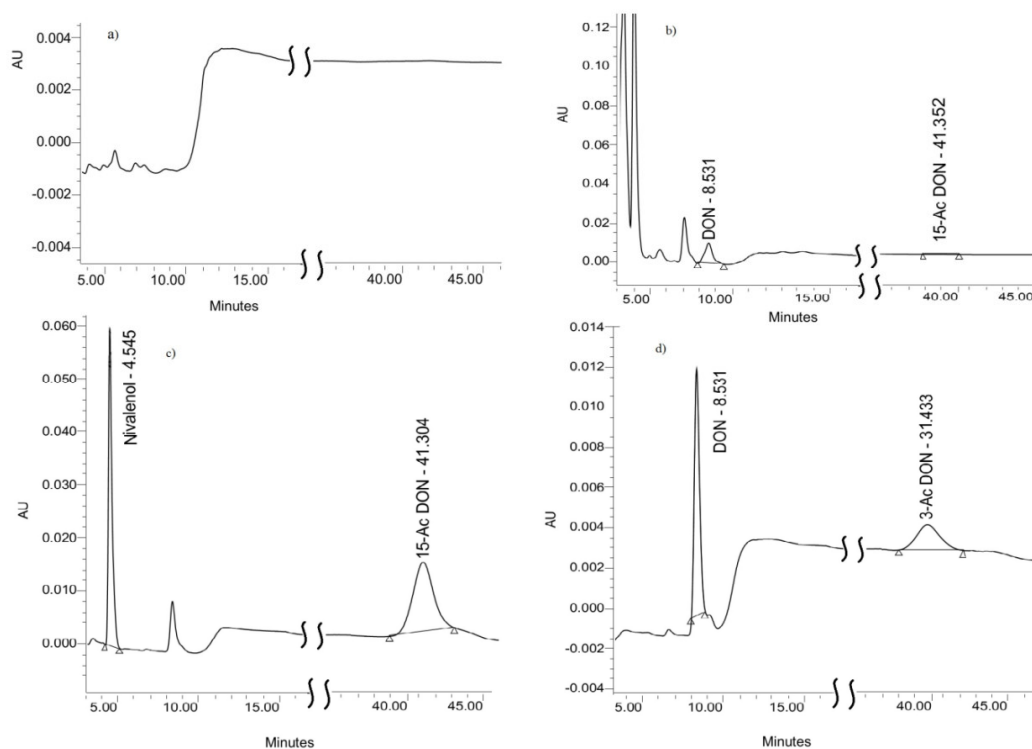 a)
AU
0.004
0.002
0.000
-0.002
-0.004
5.00 10.00 15.00 40.00 45.00
Minutes
b)
AU
0.12
0.10
0.08
0.06
0.04
0.02
0.00
DON - 8.531
15-Ac DON - 41.352
5.00 10.00 15.00 40.00 45.00
Minutes
c)
AU
0.060
0.050
0.040
0.030
0.020
0.010
0.000
Nivalenol - 4.545
15-Ac DON - 41.304
5.00 10.00 15.00 40.00 45.00
Minutes
d)
AU
0.014
0.012
0.010
0.008
0.006
0.004
0.002
0.000
-0.002
-0.004
DON - 8.531
3-Ac DON - 31.433
5.00 10.00 15.00 40.00 45.00
Minutes